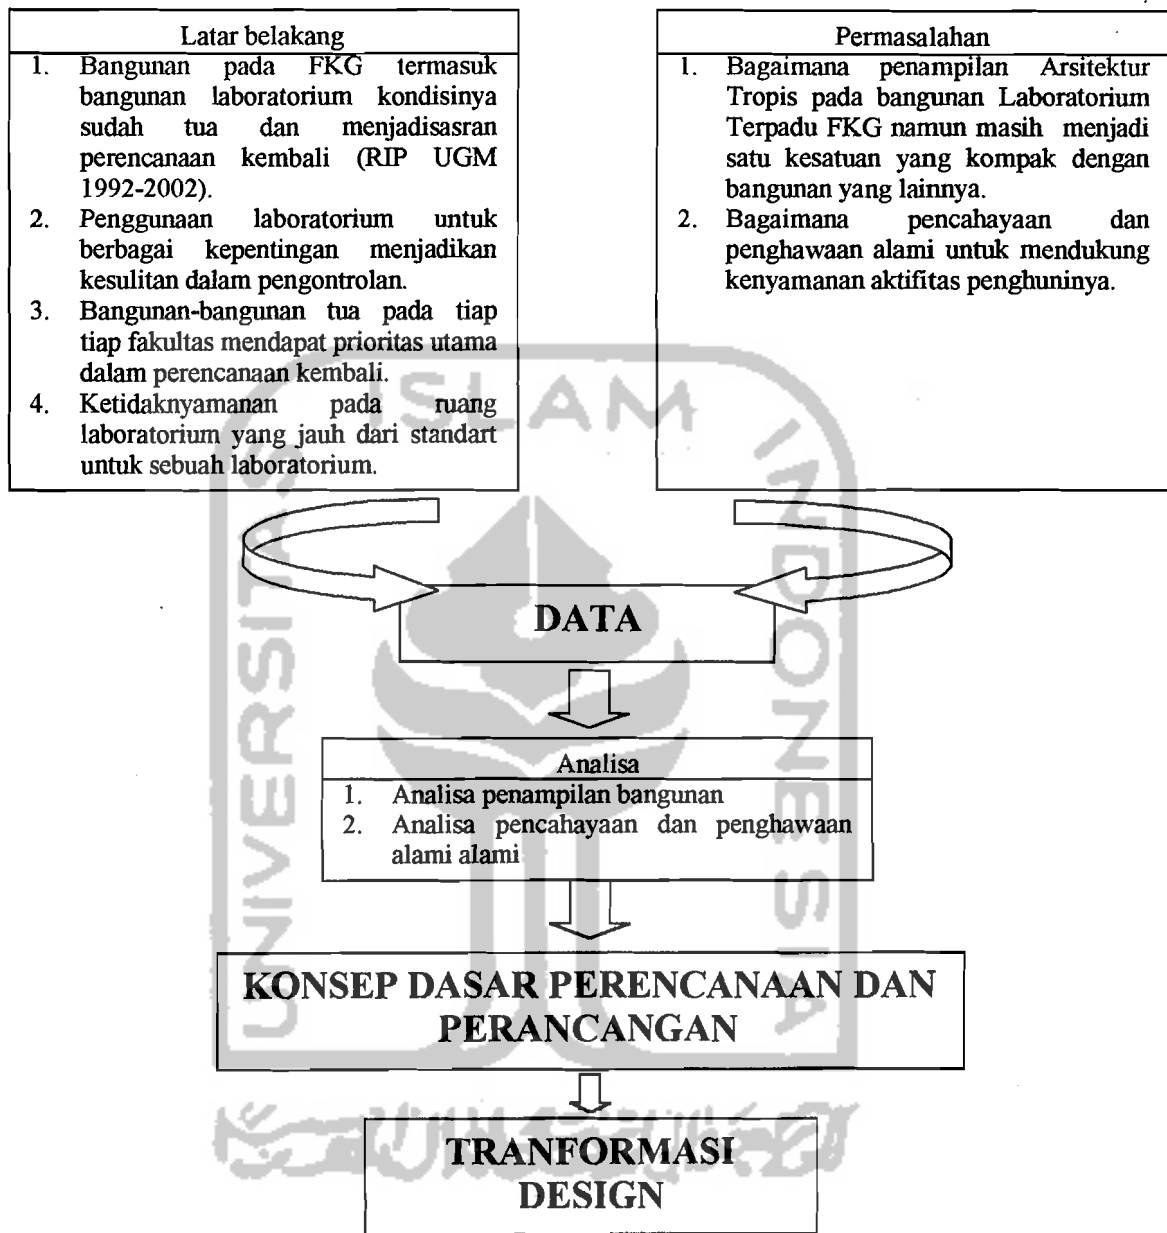 Latar belakang
1. Bangunan pada FKG termasuk
bangunan laboratorium kondisinya
sudah tua dan menjadisasran
perencanaan kembali (RIP UGM
1992-2002).
2. Penggunaan laboratorium untuk
berbagai kepentingan menjadikan
kesulitan dalam pengontrolan.
3. Bangunan-bangunan tua pada tiap
tiap fakultas mendapat prioritas utama
dalam perencanaan kembali.
4. Ketidaknyamanan pada ruang
laboratorium yang jauh dari standart
untuk sebuah laboratorium.
Permasalahan
1. Bagaimana penampilan Arsitektur
Tropis pada bangunan Laboratorium
Terpadu FKG namun masih menjadi
satu kesatuan yang kompak dengan
bangunan yang lainnya.
2. Bagaimana pencahayaan dan
penghawaan alami untuk mendukung
kenyamanan aktifitas penghuninya.
DATA
Analisa
1. Analisa penampilan bangunan
2. Analisa pencahayaan dan penghawaan
alami alami
KONSEP DASAR PERENCANAAN DAN
PERANCANGAN
TRANFORMASI
DESIGN
UNIVERSITAS ISLAM INDONESIA